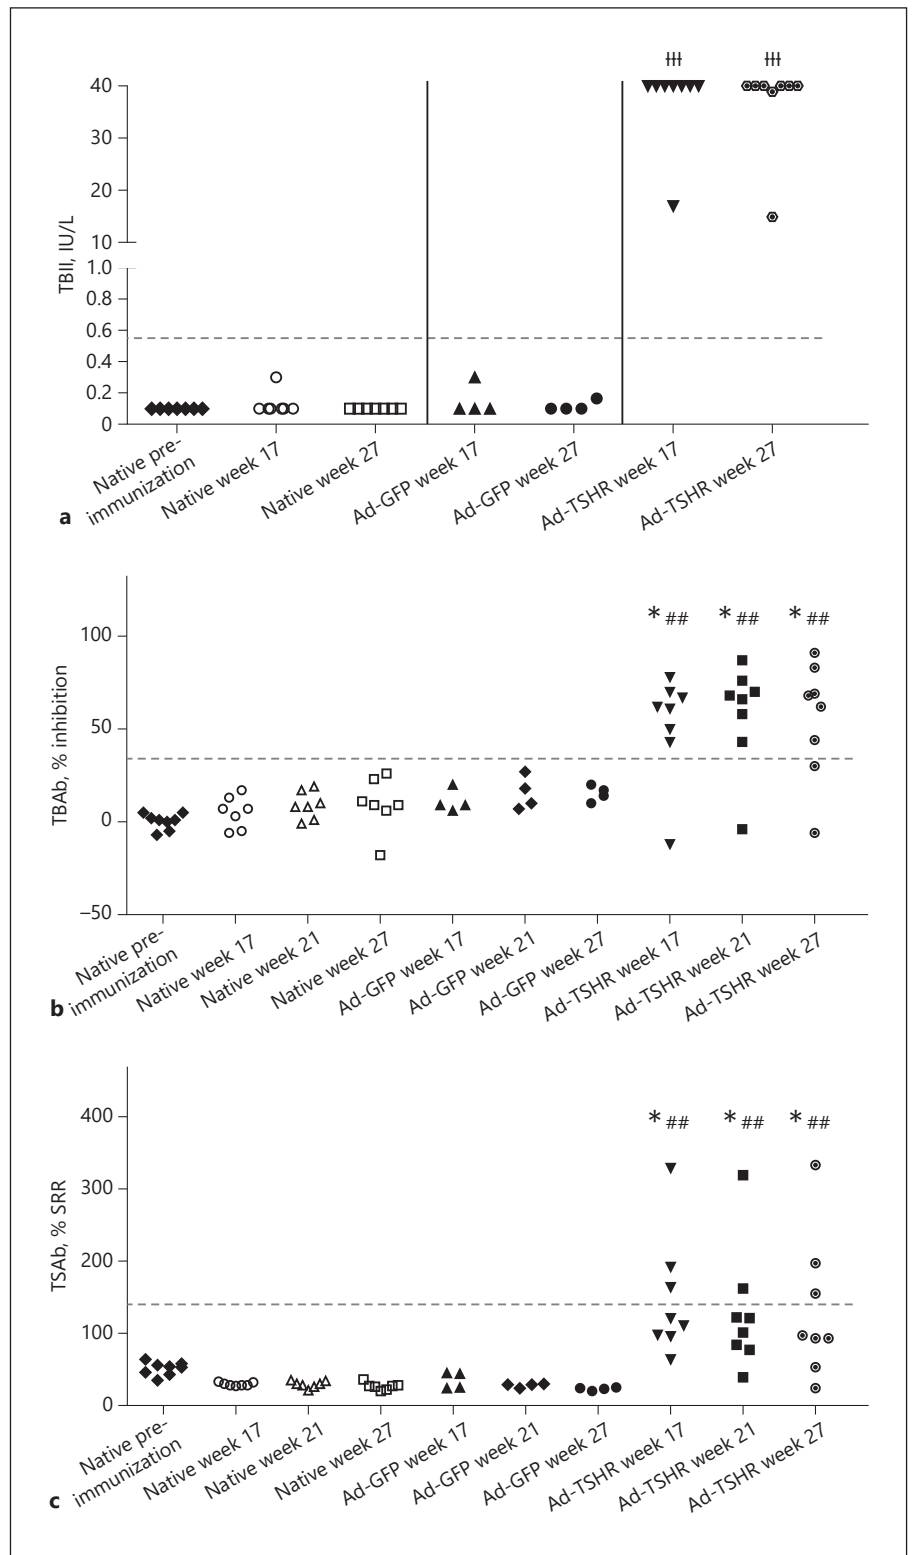 ƗƗƗ ƗƗƗ
40
30
20
10
1.0
0.8
0.6
0.4
0.2
0
TBII, IU/L
Native pre-
immunization
Native week 17
Native week 27
Ad-GFP week 17
Ad-GFP week 27
Ad-TSHR week 17
Ad-TSHR week 27
a
* ## * ## * ##
100
50
0
–50
TBAb, % inhibition
Native pre-
immunization
Native week 17
Native week 21
Native week 27
Ad-GFP week 17
Ad-GFP week 21
Ad-GFP week 27
Ad-TSHR week 17
Ad-TSHR week 21
Ad-TSHR week 27
b
* ## * ## * ##
400
300
200
100
0
TSAb, % SRR
Native pre-
immunization
Native week 17
Native week 21
Native week 27
Ad-GFP week 17
Ad-GFP week 21
Ad-GFP week 27
Ad-TSHR week 17
Ad-TSHR week 21
Ad-TSHR week 27
c